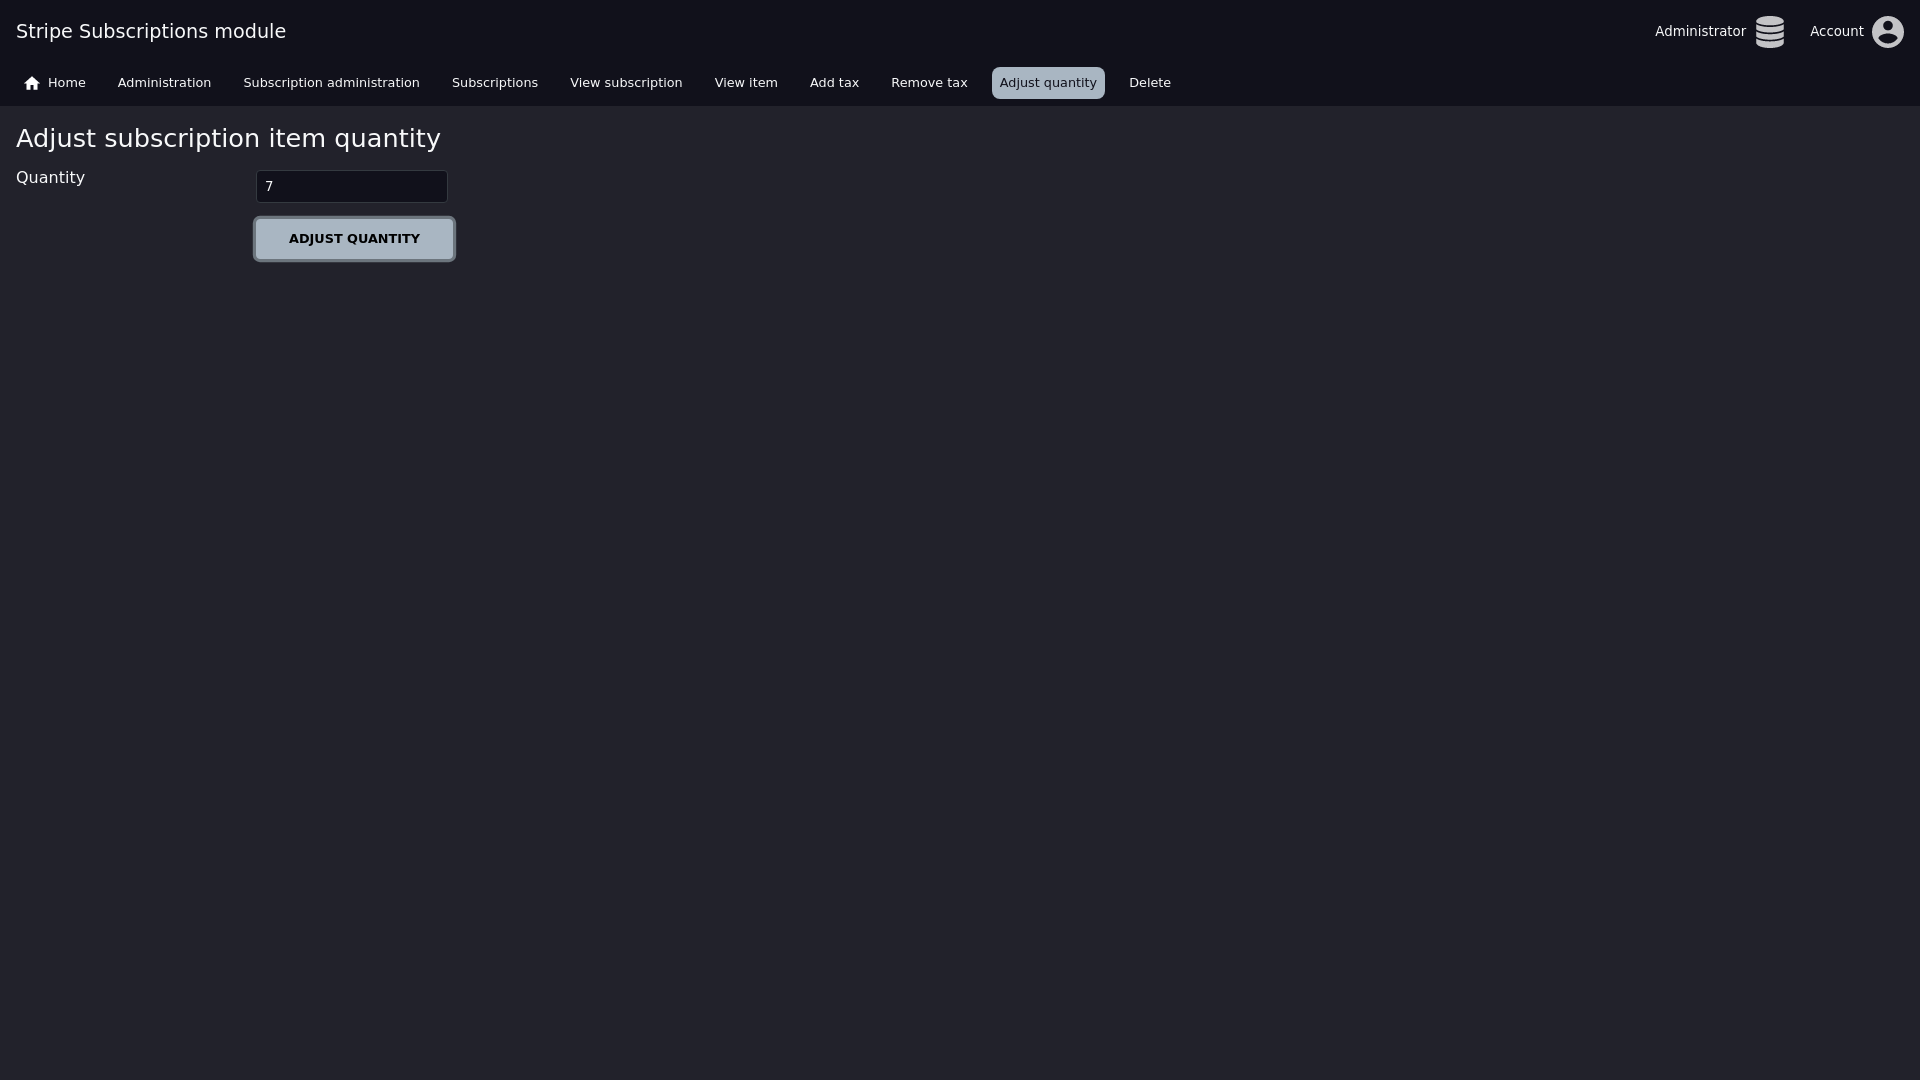 Stripe Subscriptions module
Administrator
Account
Home
Administration
Subscription administration
Subscriptions
View subscription
View item
Add tax
Remove tax
Adjust quantity
Delete
Adjust subscription item quantity
Quantity
7
ADJUST QUANTITY